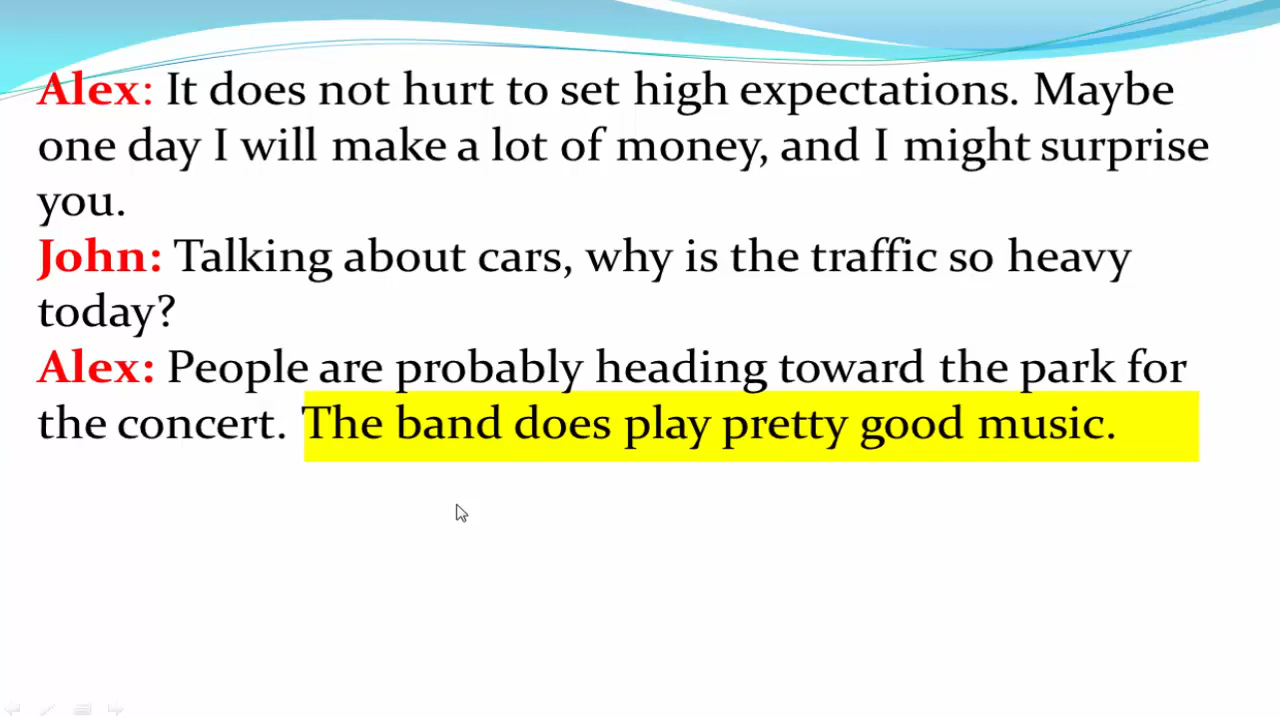 Alex: It does not hurt to set high expectations. Maybe
one day I will make a lot of money, and I might surprise
you.
John: Talking about cars, why is the traffic so heavy
today?
Alex: People are probably heading toward the park for
the concert. The band does play pretty good music.